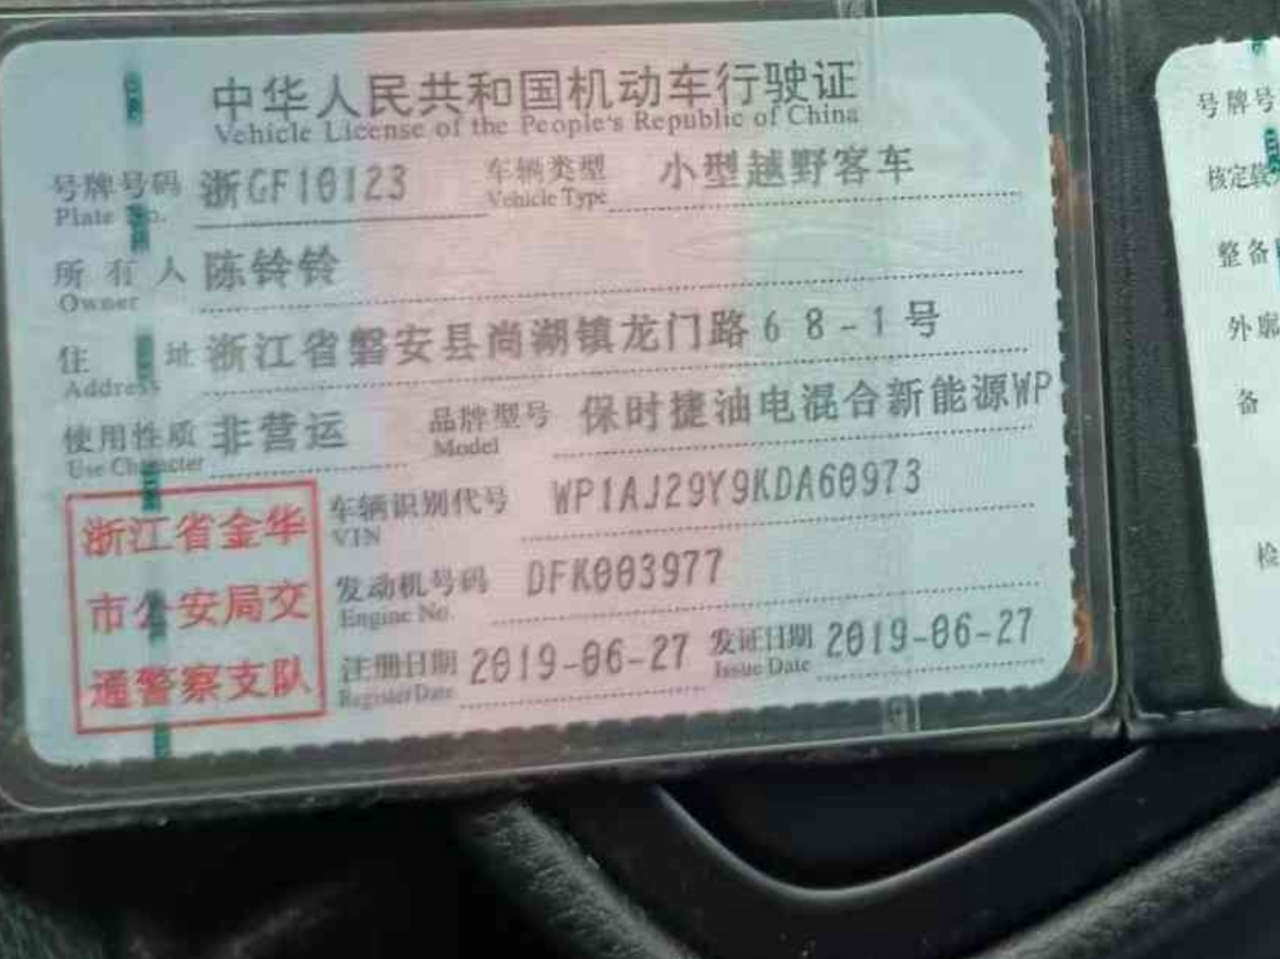 中华人民共和国机动车行驶证
Vehicle License of the People's Republic of China
号牌号码 浙GF10123 车辆类型 小型越野客车
Plate No. Vehicle Type
所有人 陈铃铃
Owner
住址 浙江省磐安县尚湖镇龙门路68-1号
Address
使用性质 非营运 品牌型号 保时捷油电混合新能源WP
Use Character Model
车辆识别代号 WP1AJ29Y9KDA60973
VIN
发动机号码 DFK003977
Engine No.
注册日期 2019-06-27 发证日期 2019-06-27
Register Date Issue Date
浙江省金华
市公安局交
通警察支队
号牌号
核定载
整备
外廓
备
检